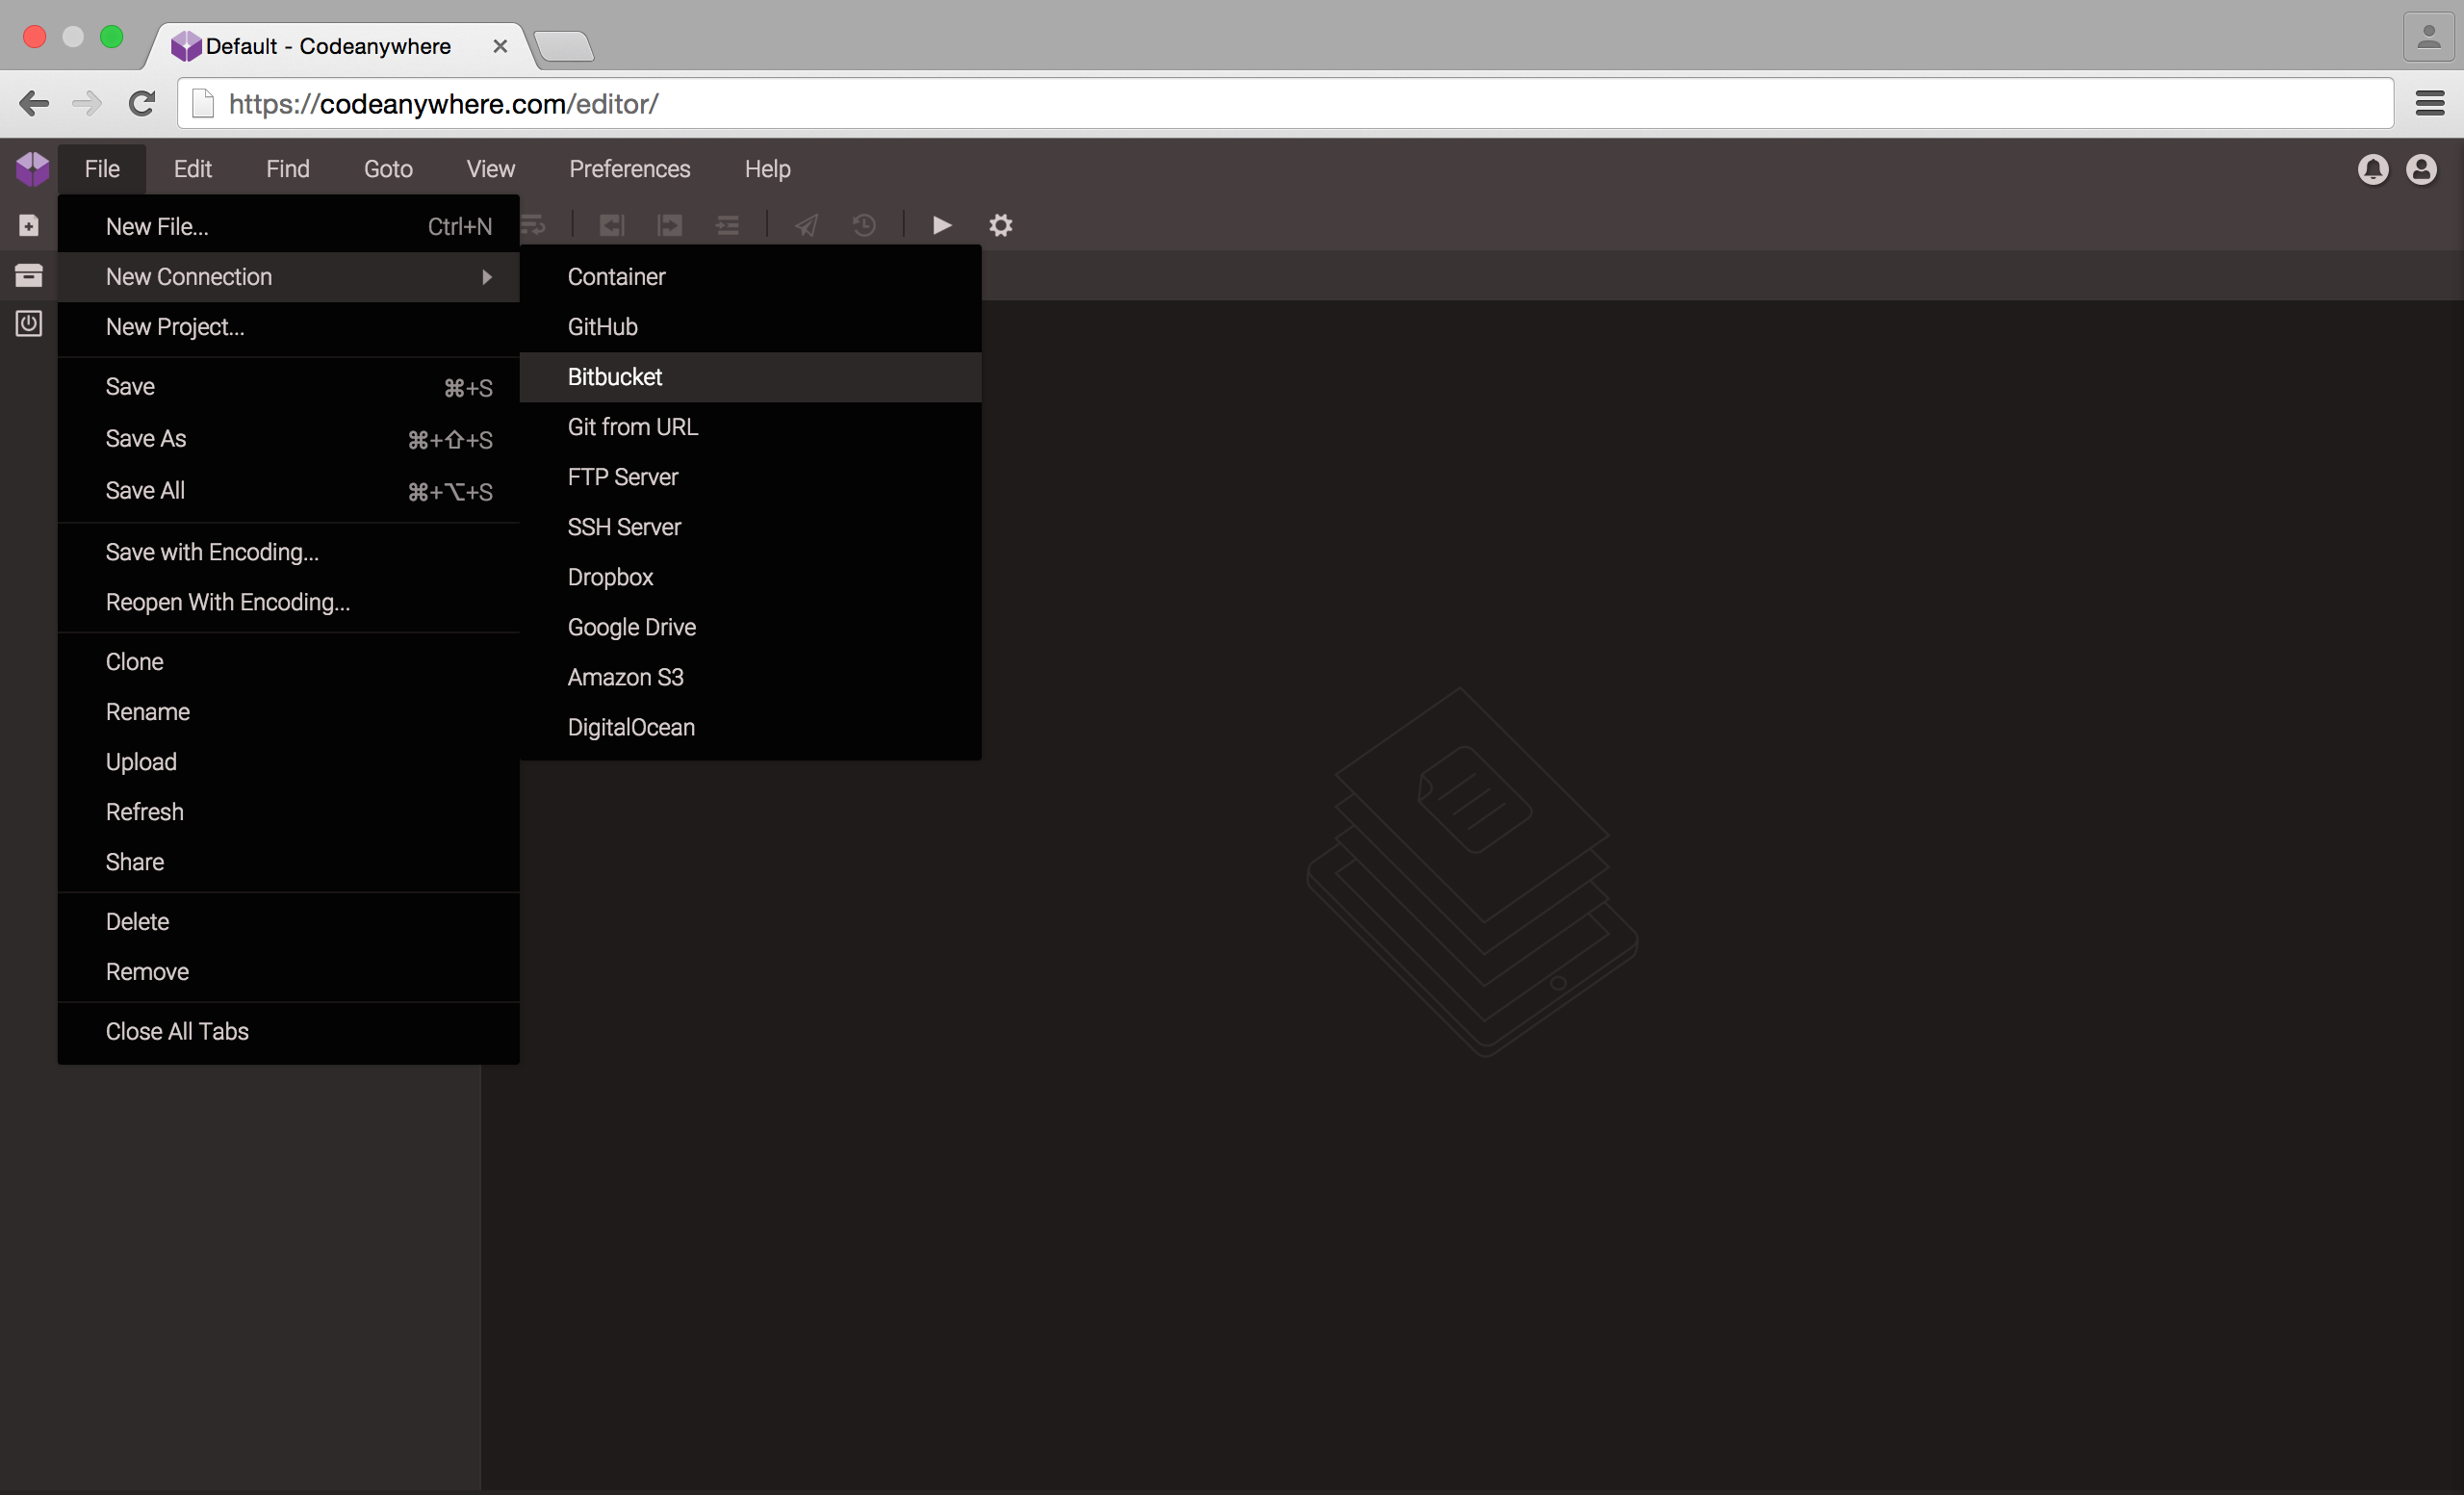 Default - Codeanywhere
https://codeanywhere.com/editor/
File Edit Find Goto View Preferences Help
New File... Ctrl+N
New Connection
New Project...
Save ⌘+S
Save As ⌘+⇧+S
Save All ⌘+⌥+S
Save with Encoding...
Reopen With Encoding...
Clone
Rename
Upload
Refresh
Share
Delete
Remove
Close All Tabs
Container
GitHub
Bitbucket
Git from URL
FTP Server
SSH Server
Dropbox
Google Drive
Amazon S3
DigitalOcean